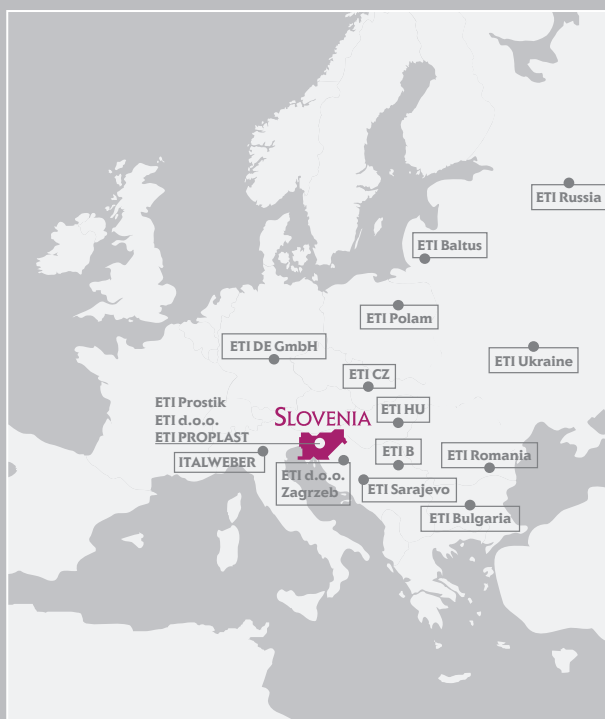 ETI Russia
ETI Baltus
ETI Polam
ETI DE GmbH
ETI Ukraine
ETI CZ
ETI Prostik
ETI d.o.o.
ETI PROPLAST
SLOVENIA
ETI HU
ITALWEBER
ETI B
ETI Romania
ETI d.o.o.
Zagrzeb
ETI Sarajevo
ETI Bulgaria